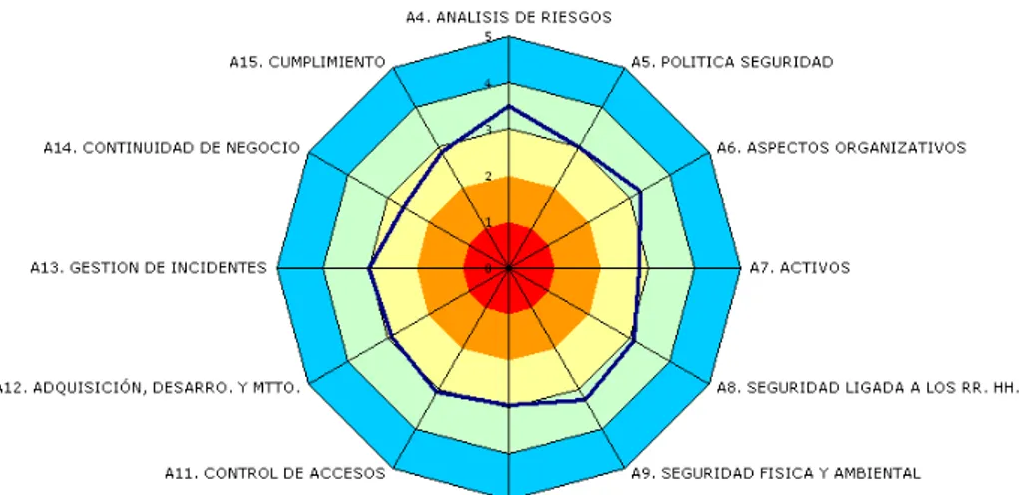 A4. ANALISIS DE RIESGOS
5
A15. CUMPLIMIENTO
A5. POLITICA SEGURIDAD
4
3
A14. CONTINUIDAD DE NEGOCIO
A6. ASPECTOS ORGANIZATIVOS
2
1
A13. GESTION DE INCIDENTES
0
A7. ACTIVOS
A12. ADQUISICIÓN, DESARRO. Y MTTO.
A8. SEGURIDAD LIGADA A LOS RR. HH.
A11. CONTROL DE ACCESOS
A9. SEGURIDAD FISICA Y AMBIENTAL